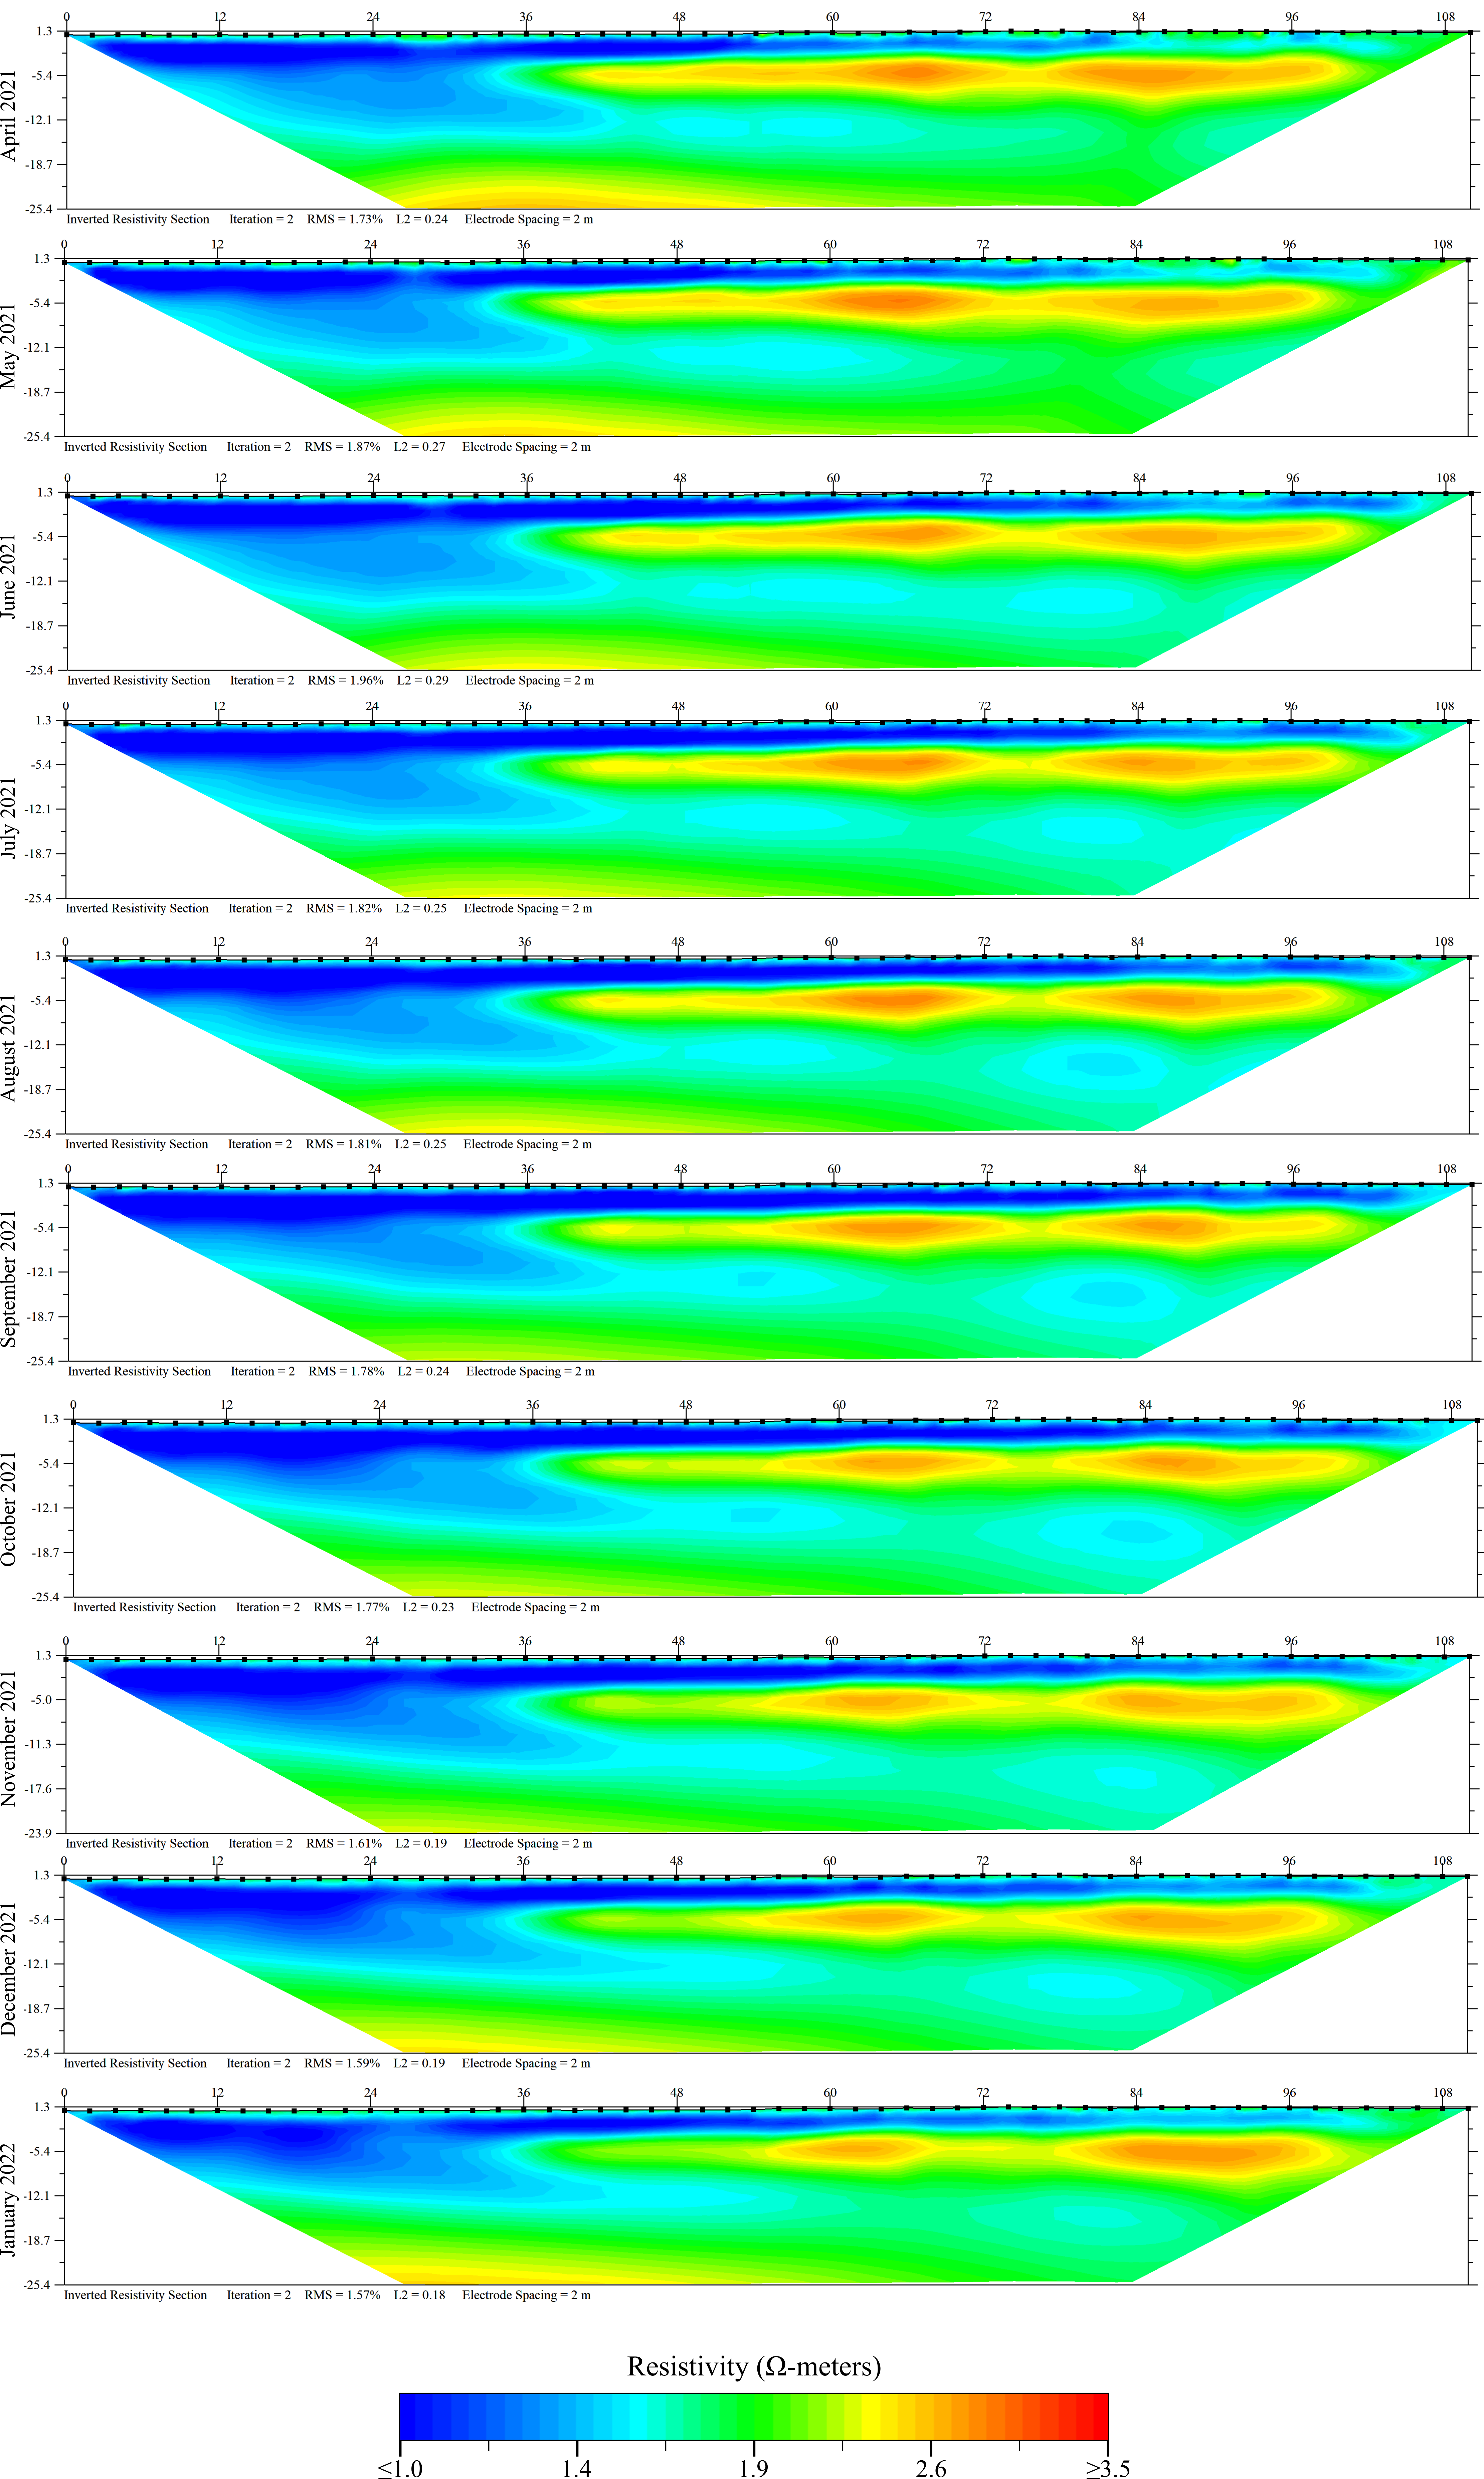 0 12 24 36 48 60 72 84 96 108
1.3
-5.4
-12.1
-18.7
-25.4
April 2021
Inverted Resistivity Section Iteration = 2 RMS = 1.73% L2 = 0.24 Electrode Spacing = 2 m
0 12 24 36 48 60 72 84 96 108
1.3
-5.4
-12.1
-18.7
-25.4
May 2021
Inverted Resistivity Section Iteration = 2 RMS = 1.87% L2 = 0.27 Electrode Spacing = 2 m
0 12 24 36 48 60 72 84 96 108
1.3
-5.4
-12.1
-18.7
-25.4
June 2021
Inverted Resistivity Section Iteration = 2 RMS = 1.96% L2 = 0.29 Electrode Spacing = 2 m
0 12 24 36 48 60 72 84 96 108
1.3
-5.4
-12.1
-18.7
-25.4
July 2021
Inverted Resistivity Section Iteration = 2 RMS = 1.82% L2 = 0.25 Electrode Spacing = 2 m
0 12 24 36 48 60 72 84 96 108
1.3
-5.4
-12.1
-18.7
-25.4
August 2021
Inverted Resistivity Section Iteration = 2 RMS = 1.81% L2 = 0.25 Electrode Spacing = 2 m
0 12 24 36 48 60 72 84 96 108
1.3
-5.4
-12.1
-18.7
-25.4
September 2021
Inverted Resistivity Section Iteration = 2 RMS = 1.78% L2 = 0.24 Electrode Spacing = 2 m
0 12 24 36 48 60 72 84 96 108
1.3
-5.4
-12.1
-18.7
-25.4
October 2021
Inverted Resistivity Section Iteration = 2 RMS = 1.77% L2 = 0.23 Electrode Spacing = 2 m
0 12 24 36 48 60 72 84 96 108
1.3
-5.0
-11.3
-17.6
-23.9
November 2021
Inverted Resistivity Section Iteration = 2 RMS = 1.61% L2 = 0.19 Electrode Spacing = 2 m
0 12 24 36 48 60 72 84 96 108
1.3
-5.4
-12.1
-18.7
-25.4
December 2021
Inverted Resistivity Section Iteration = 2 RMS = 1.59% L2 = 0.19 Electrode Spacing = 2 m
0 12 24 36 48 60 72 84 96 108
1.3
-5.4
-12.1
-18.7
-25.4
January 2022
Inverted Resistivity Section Iteration = 2 RMS = 1.57% L2 = 0.18 Electrode Spacing = 2 m
Resistivity (Ω-meters)
≤1.0 1.4 1.9 2.6 ≥3.5